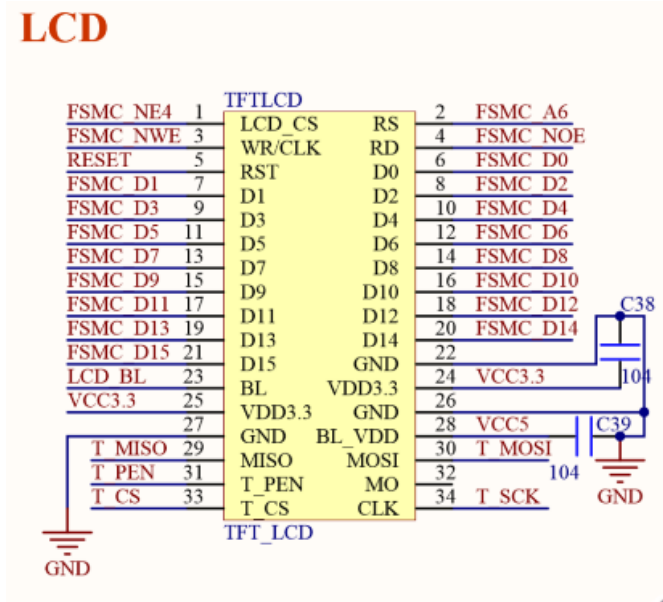 LCD
TFTLCD
FSMC_NE4 1 LCD_CS RS 2 FSMC_A6
FSMC_NWE 3 WR/CLK RD 4 FSMC_NOE
RESET 5 RST D0 6 FSMC_D0
FSMC_D1 7 D1 D2 8 FSMC_D2
FSMC_D3 9 D3 D4 10 FSMC_D4
FSMC_D5 11 D5 D6 12 FSMC_D6
FSMC_D7 13 D7 D8 14 FSMC_D8
FSMC_D9 15 D9 D10 16 FSMC_D10
FSMC_D11 17 D11 D12 18 FSMC_D12 C38
FSMC_D13 19 D13 D14 20 FSMC_D14
FSMC_D15 21 D15 GND 22
LCD_BL 23 BL VDD3.3 24 VCC3.3 104
VCC3.3 25 VDD3.3 GND 26
27 GND BL_VDD 28 VCC5 C39
T_MISO 29 MISO MOSI 30 T_MOSI 104
T_PEN 31 T_PEN MO 32
T_CS 33 T_CS CLK 34 T_SCK GND
TFT_LCD
GND